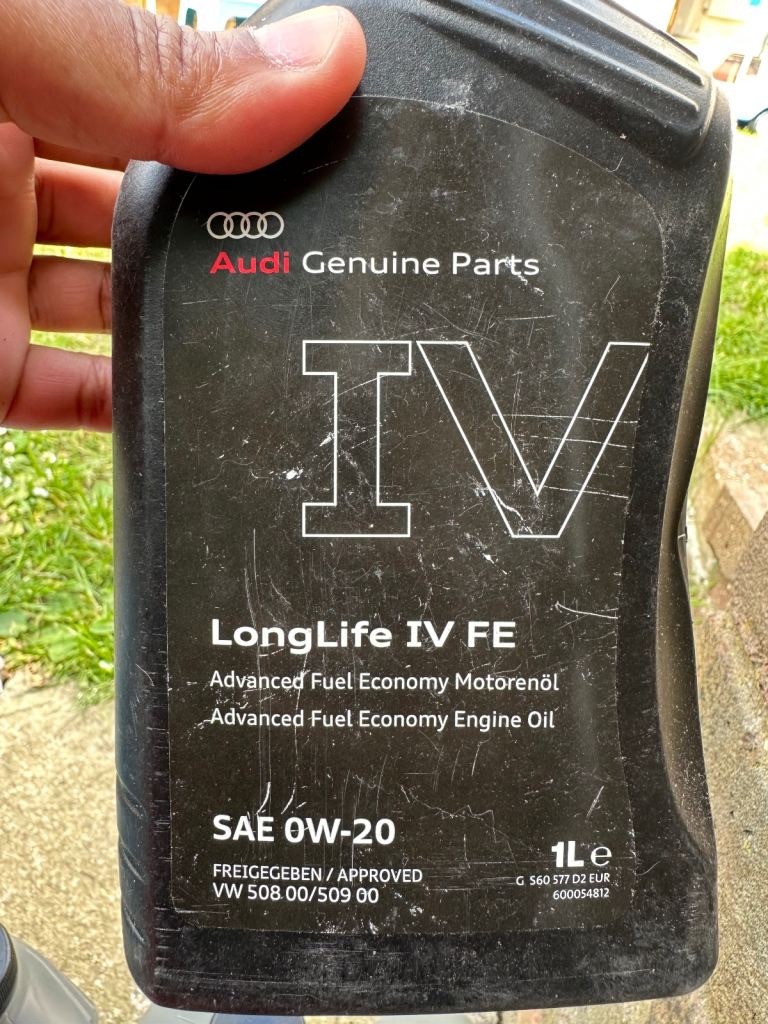 Audi Genuine Parts
IV
LongLife IV FE
Advanced Fuel Economy Motorenöl
Advanced Fuel Economy Engine Oil
SAE 0W-20
FREIGEGEBEN / APPROVED
VW 508 00/509 00
1L ℮
G S60 577 D2 EUR
600054812